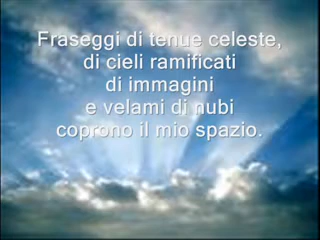 Fraseggi di tenue celeste,
di cieli ramificati
di immagini
e velami di nubi
coprono il mio spazio.